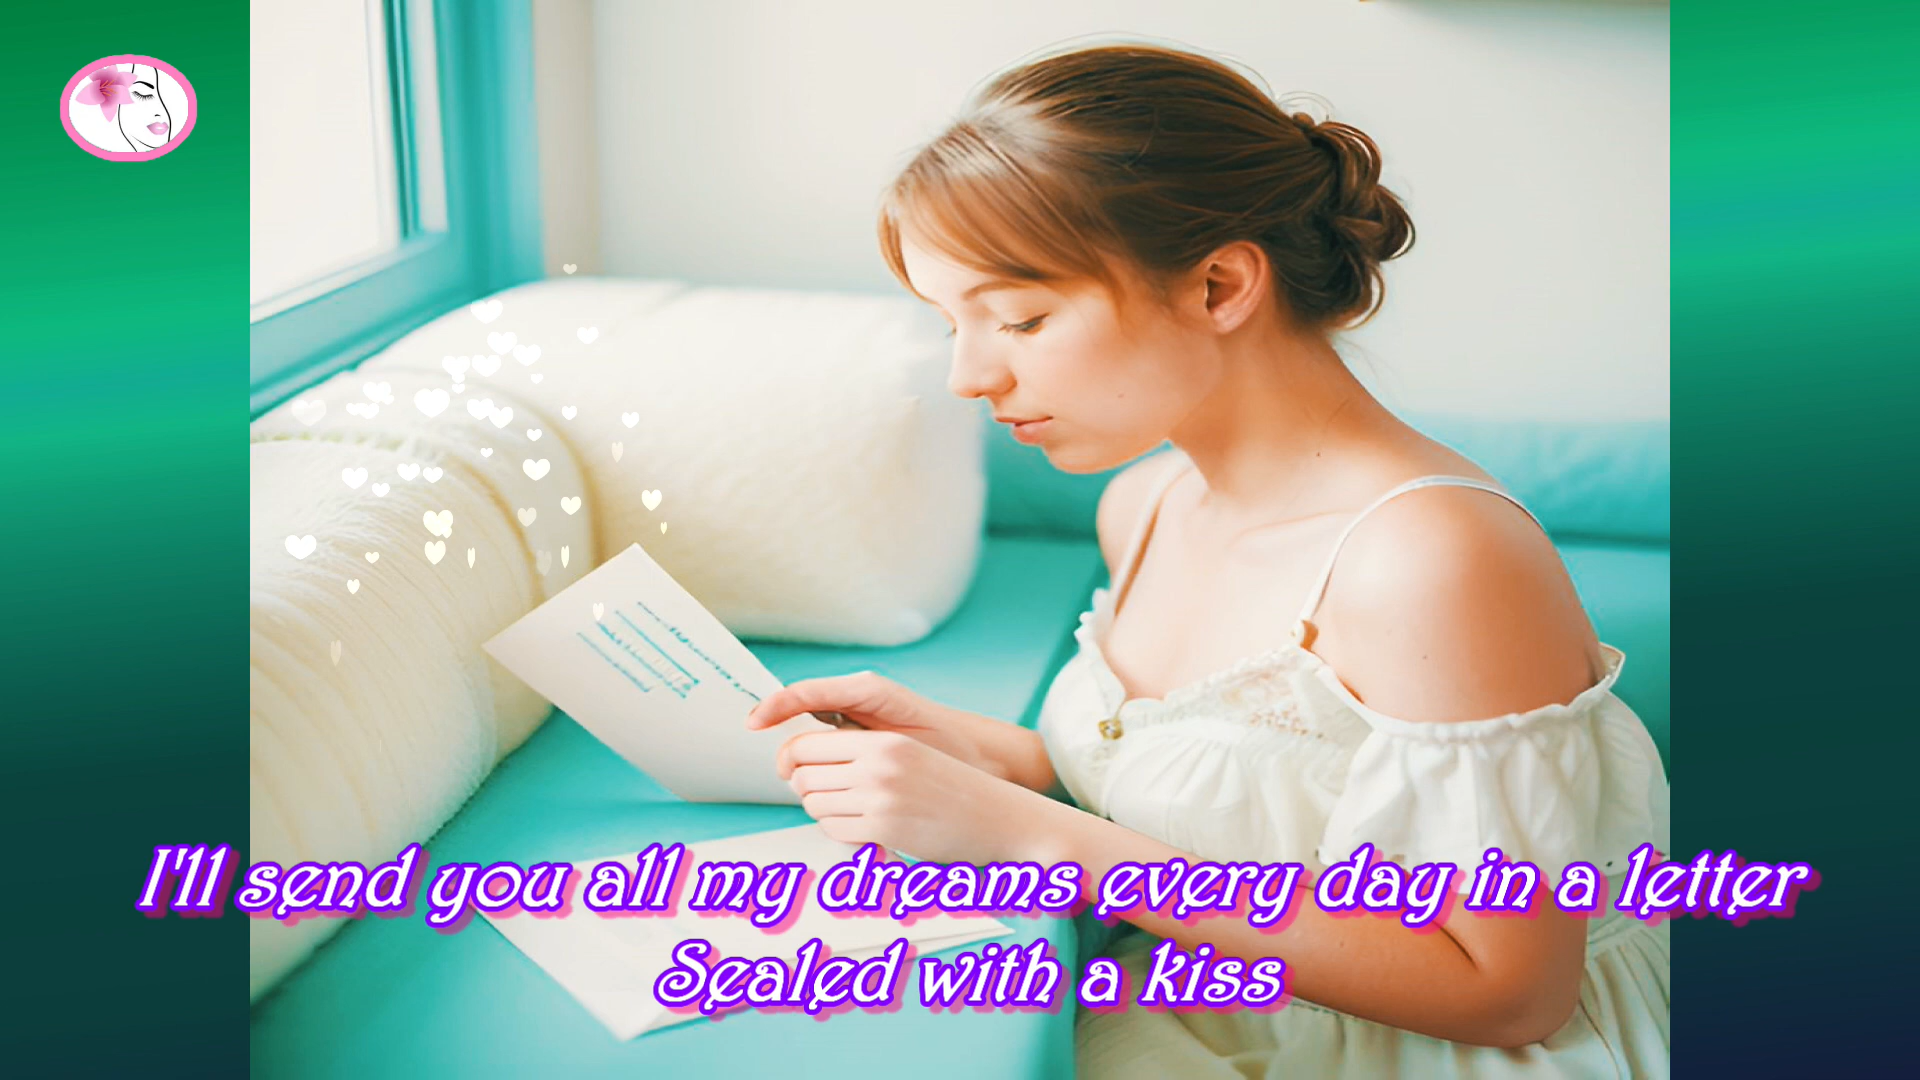 I'll send you all my dreams every day in a letter
Sealed with a kiss